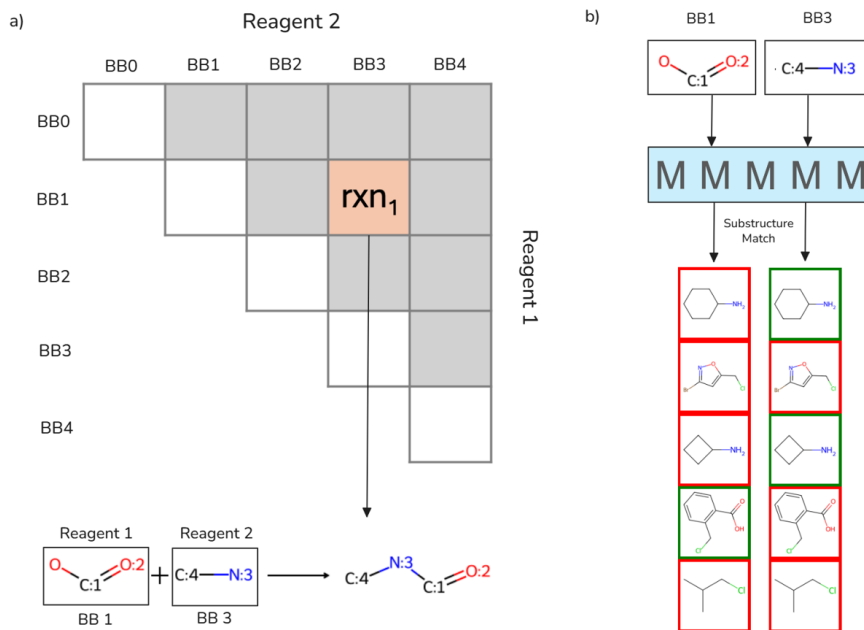 a)
Reagent 2
BB0 BB1 BB2 BB3 BB4
BB0
BB1
rxn₁
BB2
BB3
BB4
Reagent 1
Reagent 1 Reagent 2
O C:1 O:2 + C:4 N:3 C:4 N:3 C:1 O:2
BB 1 BB 3
b)
BB1 BB3
O C:1 O:2 C:4 N:3
M M M M M
Substructure
Match
NH₂ NH₂
N O Br Cl N O Br Cl
NH₂ NH₂
O OH Cl O OH Cl
Cl Cl